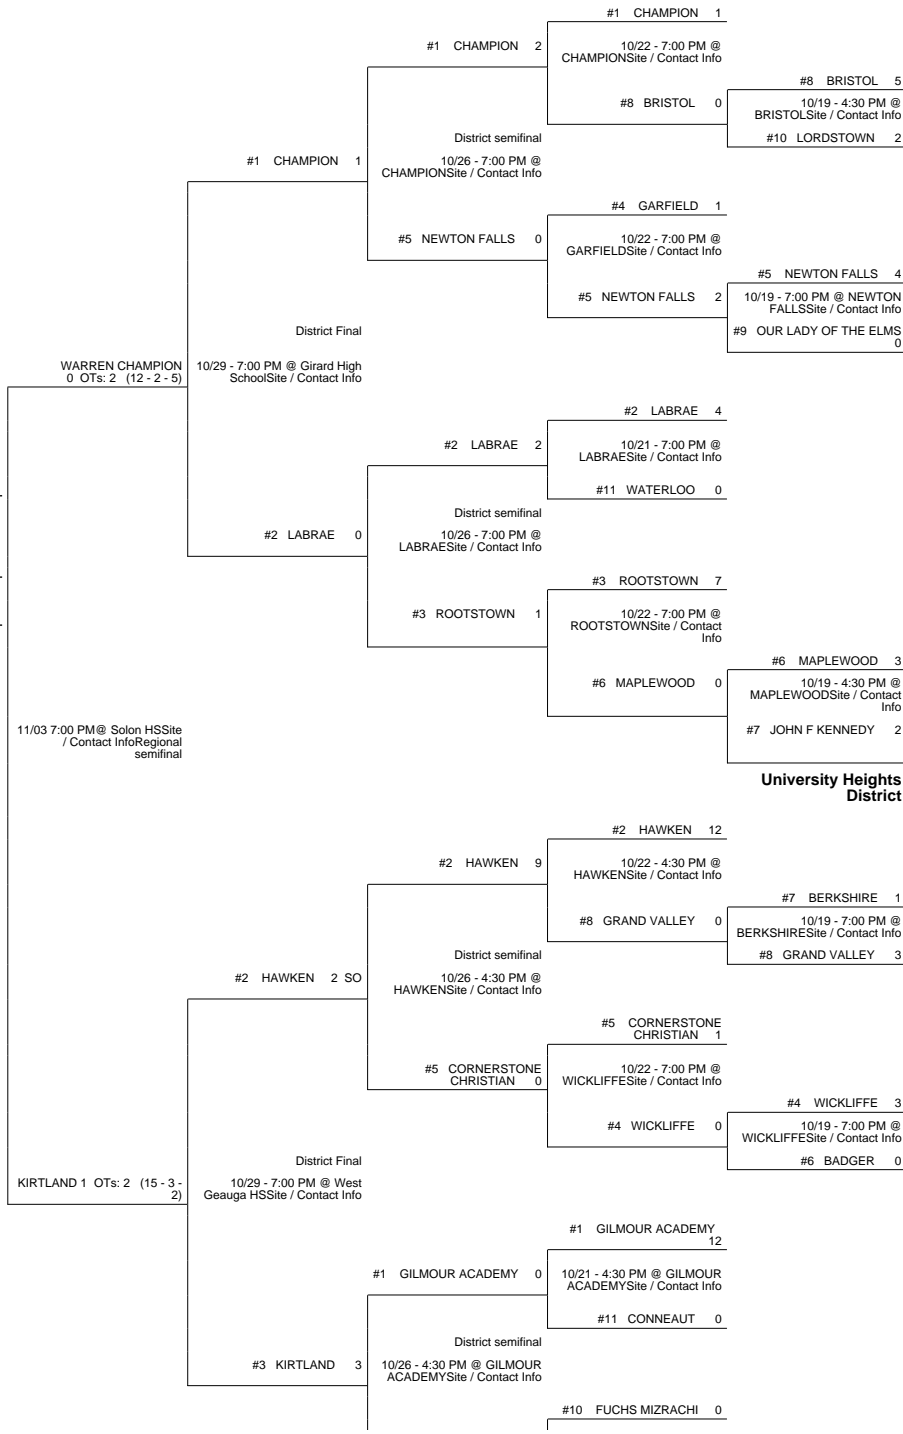 #1 CHAMPION 1
#1 CHAMPION 2
10/22 - 7:00 PM @
CHAMPIONSite / Contact Info
#8 BRISTOL 5
#8 BRISTOL 0
10/19 - 4:30 PM @
BRISTOLSite / Contact Info
#10 LORDSTOWN 2
District semifinal
10/26 - 7:00 PM @
CHAMPIONSite / Contact Info
#1 CHAMPION 1
#4 GARFIELD 1
#5 NEWTON FALLS 0
10/22 - 7:00 PM @
GARFIELDSite / Contact Info
#5 NEWTON FALLS 4
#5 NEWTON FALLS 2
10/19 - 7:00 PM @ NEWTON
FALLSSite / Contact Info
#9 OUR LADY OF THE ELMS
0
District Final
10/29 - 7:00 PM @ Girard High
SchoolSite / Contact Info
WARREN CHAMPION
0 OTs: 2 (12 - 2 - 5)
#2 LABRAE 4
#2 LABRAE 2
10/21 - 7:00 PM @
LABRAESite / Contact Info
#11 WATERLOO 0
District semifinal
10/26 - 7:00 PM @
LABRAESite / Contact Info
#2 LABRAE 0
#3 ROOTSTOWN 7
#3 ROOTSTOWN 1
10/22 - 7:00 PM @
ROOTSTOWNSite / Contact
Info
#6 MAPLEWOOD 3
#6 MAPLEWOOD 0
10/19 - 4:30 PM @
MAPLEWOODSite / Contact
Info
#7 JOHN F KENNEDY 2
11/03 7:00 PM@ Solon HSSite
/ Contact InfoRegional
semifinal
University Heights
District
#2 HAWKEN 12
#2 HAWKEN 9
10/22 - 4:30 PM @
HAWKENSite / Contact Info
#7 BERKSHIRE 1
#8 GRAND VALLEY 0
10/19 - 7:00 PM @
BERKSHIRESite / Contact Info
#8 GRAND VALLEY 3
District semifinal
10/26 - 4:30 PM @
HAWKENSite / Contact Info
#2 HAWKEN 2 SO
#5 CORNERSTONE
CHRISTIAN 1
#5 CORNERSTONE
CHRISTIAN 0
10/22 - 7:00 PM @
WICKLIFFESite / Contact Info
#4 WICKLIFFE 3
#4 WICKLIFFE 0
10/19 - 7:00 PM @
WICKLIFFESite / Contact Info
#6 BADGER 0
District Final
10/29 - 7:00 PM @ West
Geauga HSSite / Contact Info
KIRTLAND 1 OTs: 2 (15 - 3 -
2)
#1 GILMOUR ACADEMY
12
#1 GILMOUR ACADEMY 0
10/21 - 4:30 PM @ GILMOUR
ACADEMYSite / Contact Info
#11 CONNEAUT 0
District semifinal
10/26 - 4:30 PM @ GILMOUR
ACADEMYSite / Contact Info
#3 KIRTLAND 3
#10 FUCHS MIZRACHI 0